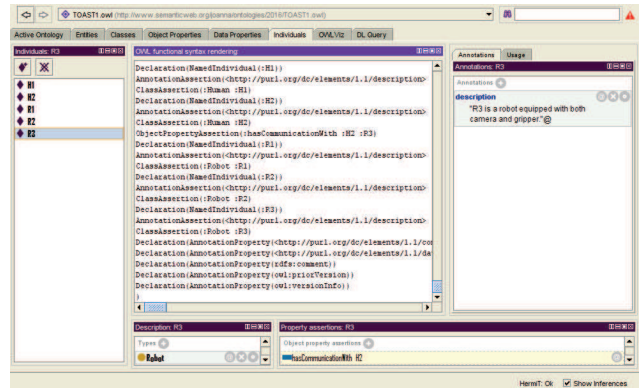 TOAST1.owl (http://www.semanticweb.org/joanna/ontologies/2016/TOAST1.owl)
Active Ontology Entities Classes Object Properties Data Properties Individuals OWLViz DL Query
Individuals: R3
H1
H2
R1
R2
R3
OWL functional syntax rendering:
Declaration(NamedIndividual(:H1))
AnnotationAssertion(<http://purl.org/dc/elements/1.1/description>
ClassAssertion(:Human :H1)
Declaration(NamedIndividual(:H2))
AnnotationAssertion(<http://purl.org/dc/elements/1.1/description>
ClassAssertion(:Human :H2)
ObjectPropertyAssertion(:hasCommunicationWith :H2 :R3)
Declaration(NamedIndividual(:R1))
AnnotationAssertion(<http://purl.org/dc/elements/1.1/description>
ClassAssertion(:Robot :R1)
Declaration(NamedIndividual(:R2))
AnnotationAssertion(<http://purl.org/dc/elements/1.1/description>
ClassAssertion(:Robot :R2)
Declaration(NamedIndividual(:R3))
AnnotationAssertion(<http://purl.org/dc/elements/1.1/description>
ClassAssertion(:Robot :R3)
Declaration(AnnotationProperty(<http://purl.org/dc/elements/1.1/co
Declaration(AnnotationProperty(<http://purl.org/dc/elements/1.1/da
Declaration(AnnotationProperty(rdfs:comment))
Declaration(AnnotationProperty(owl:priorVersion))
Declaration(AnnotationProperty(owl:versionInfo))
)
Annotations Usage
Annotations: R3
Annotations
description
"R3 is a robot equipped with both
camera and gripper."@
Description: R3
Types
Robot
Property assertions: R3
Object property assertions
hasCommunicationWith H2
HermiT: Ok Show Inferences